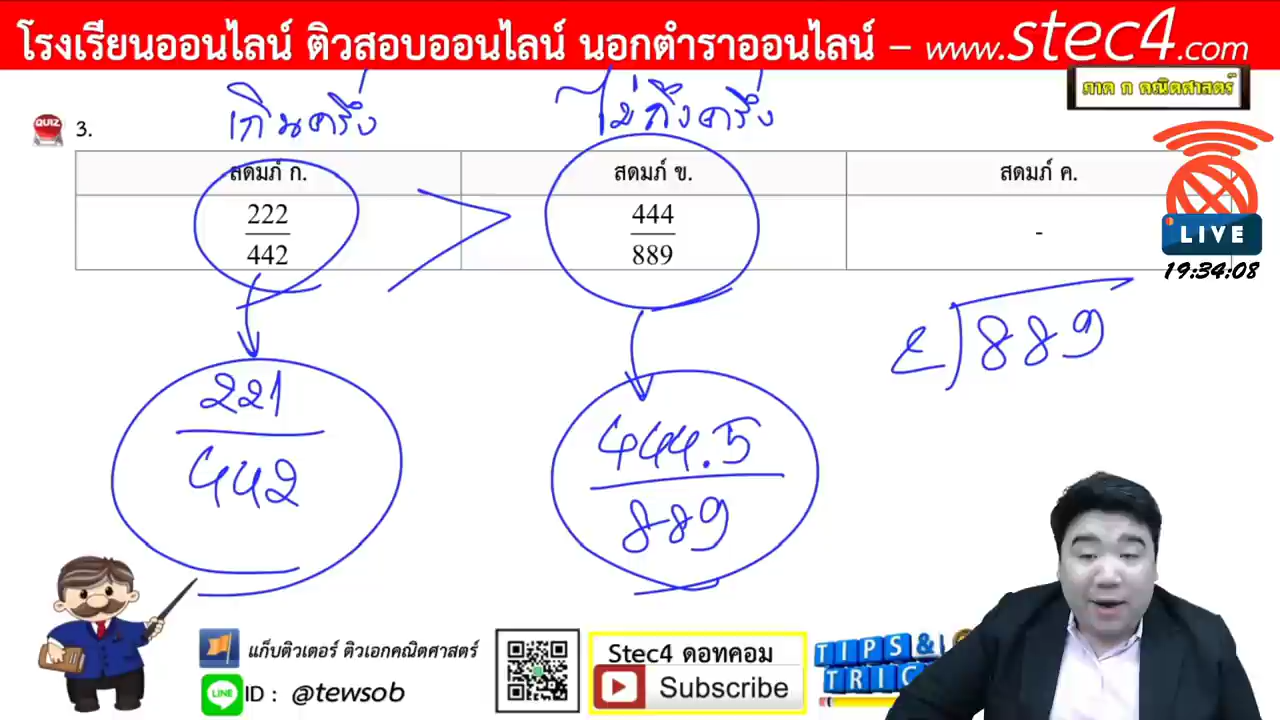 โรงเรียนออนไลน์ ติวสอบออนไลน์ นอกตำราออนไลน์ – www.stec4.com
ภาค ก คณิตศาสตร์
เกินครึ่ง
ไม่ถึงครึ่ง
QUIZ
3.
สดมภ์ ก.
สดมภ์ ข.
สดมภ์ ค.
222
444
-
442
889
LIVE
19:34:08
2)889
221
442
444.5
889
แก็บติวเตอร์ ติวเอกคณิตศาสตร์
LINE
ID : @tewsob
Stec4 ดอทคอม
Subscribe
TIPS &
TRIC